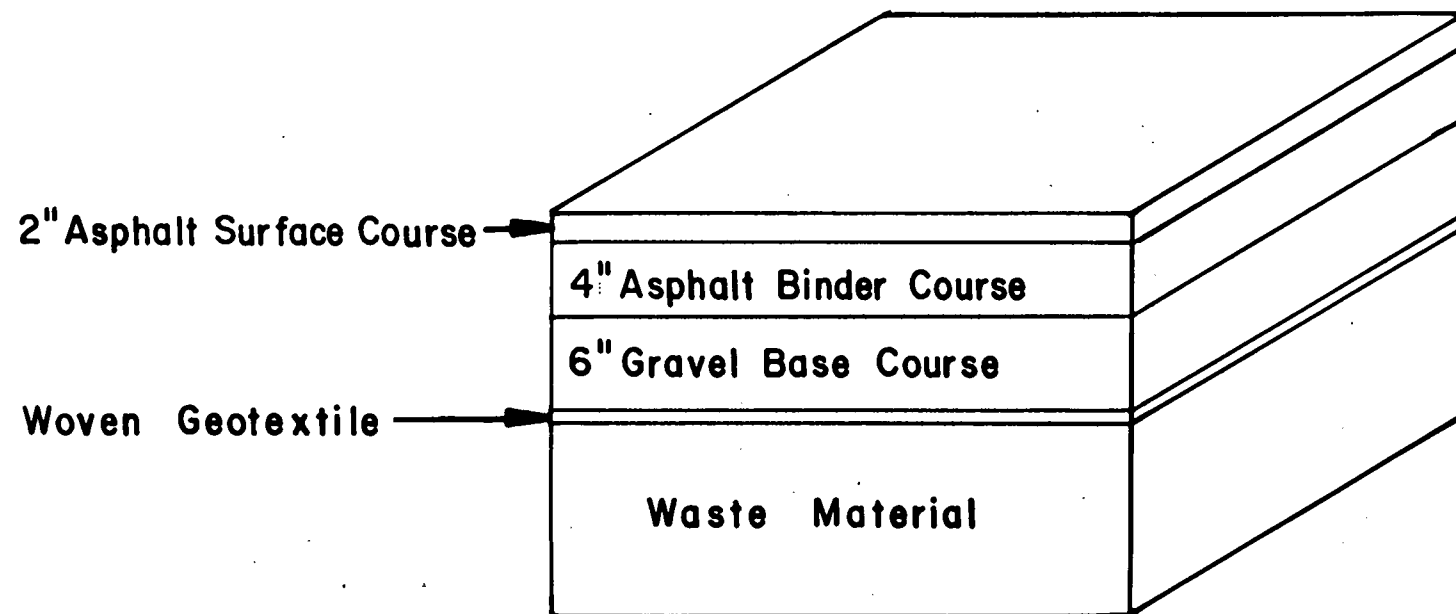 2" Asphalt Surface Course
4" Asphalt Binder Course
6" Gravel Base Course
Woven Geotextile
Waste Material